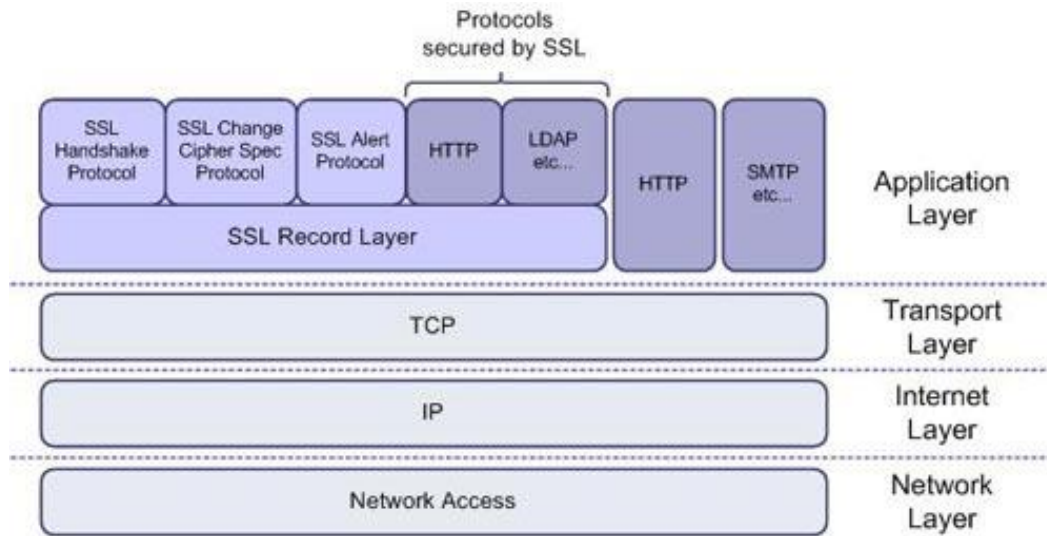 Protocols
secured by SSL
SSL
Handshake
Protocol
SSL Change
Cipher Spec
Protocol
SSL Alert
Protocol
HTTP
LDAP
etc...
HTTP
SMTP
etc...
Application
Layer
SSL Record Layer
TCP
Transport
Layer
IP
Internet
Layer
Network Access
Network
Layer